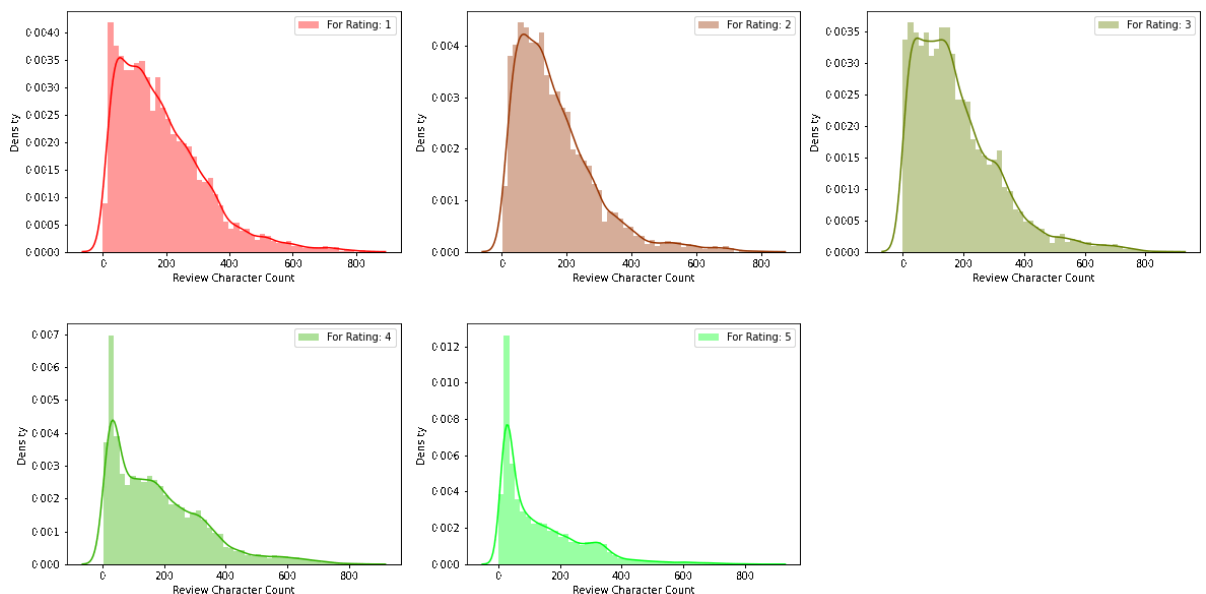 For Rating: 1
0.0040
0.0035
0.0030
0.0025
0.0020
0.0015
0.0010
0.0005
0.0000
Density
0 200 400 600 800
Review Character Count
For Rating: 2
0.004
0.003
0.002
0.001
0.000
Density
0 200 400 600 800
Review Character Count
For Rating: 3
0.0035
0.0030
0.0025
0.0020
0.0015
0.0010
0.0005
0.0000
Density
0 200 400 600 800
Review Character Count
For Rating: 4
0.007
0.006
0.005
0.004
0.003
0.002
0.001
0.000
Density
0 200 400 600 800
Review Character Count
For Rating: 5
0.012
0.010
0.008
0.006
0.004
0.002
0.000
Density
0 200 400 600 800
Review Character Count